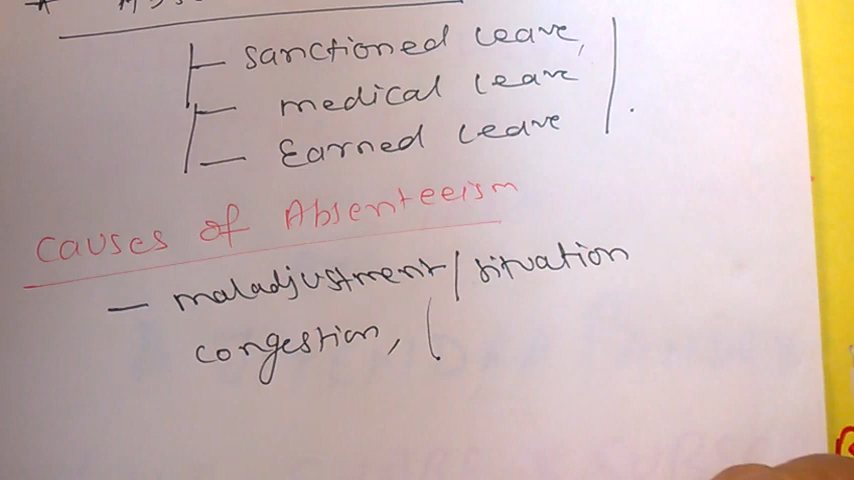 Sanctioned leave,
medical leave
Earned leave
Causes of Absenteeism
— maladjustment / situation
congestion, (